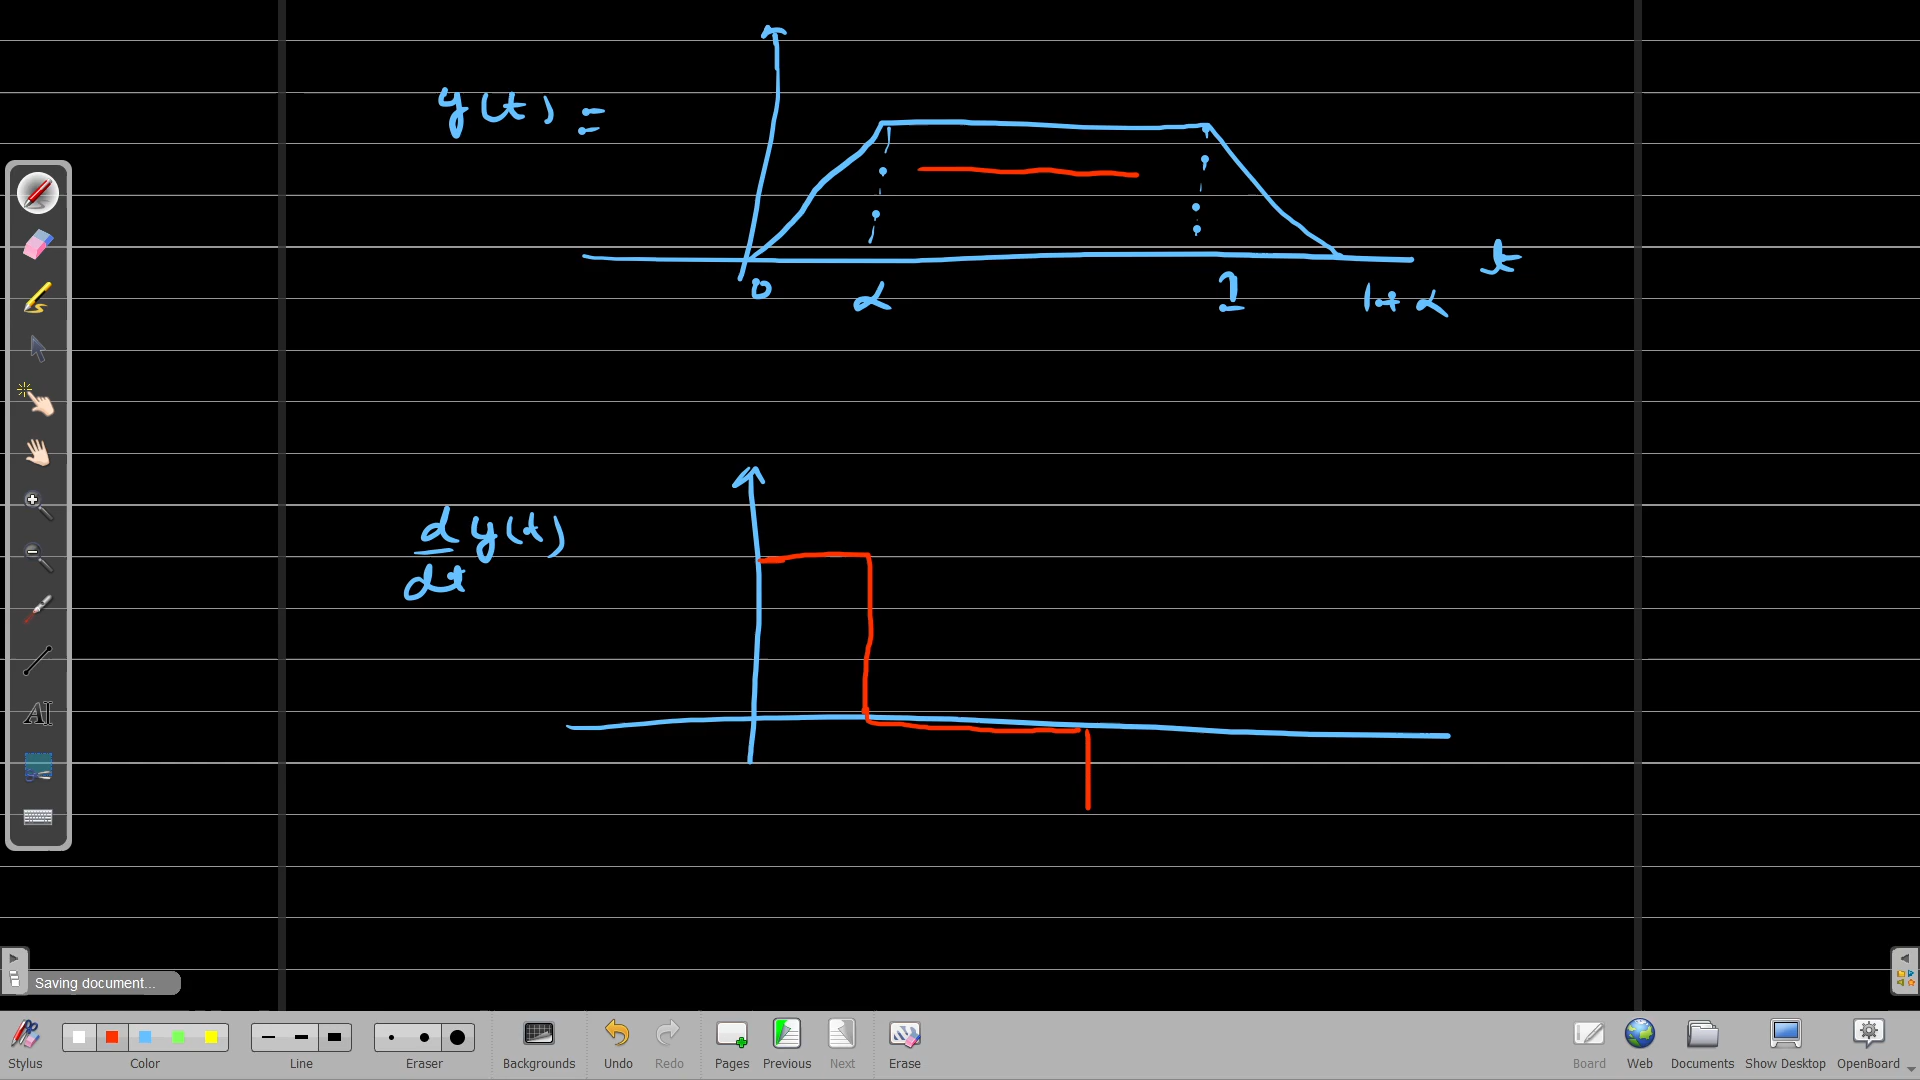 y(t) =
t
0 α 1 1+α
d y(t)
dt
AI
Saving document...
Stylus Color Line Eraser Backgrounds Undo Redo Pages Previous Next Erase Board Web Documents Show Desktop OpenBoard